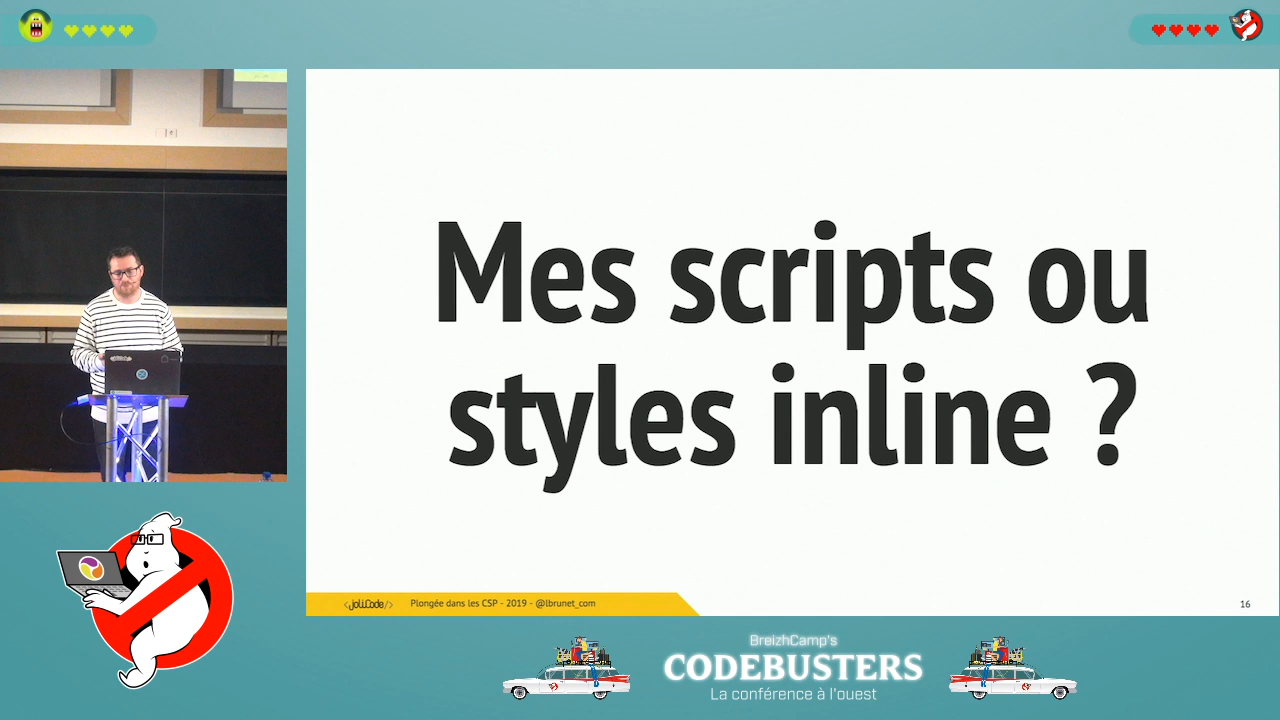 Mes scripts ou
styles inline ?
<joliCode/>
Plongée dans les CSP - 2019 - @lbrunet_com
16
BreizhCamp's
CODEBUSTERS
La conférence à l'ouest